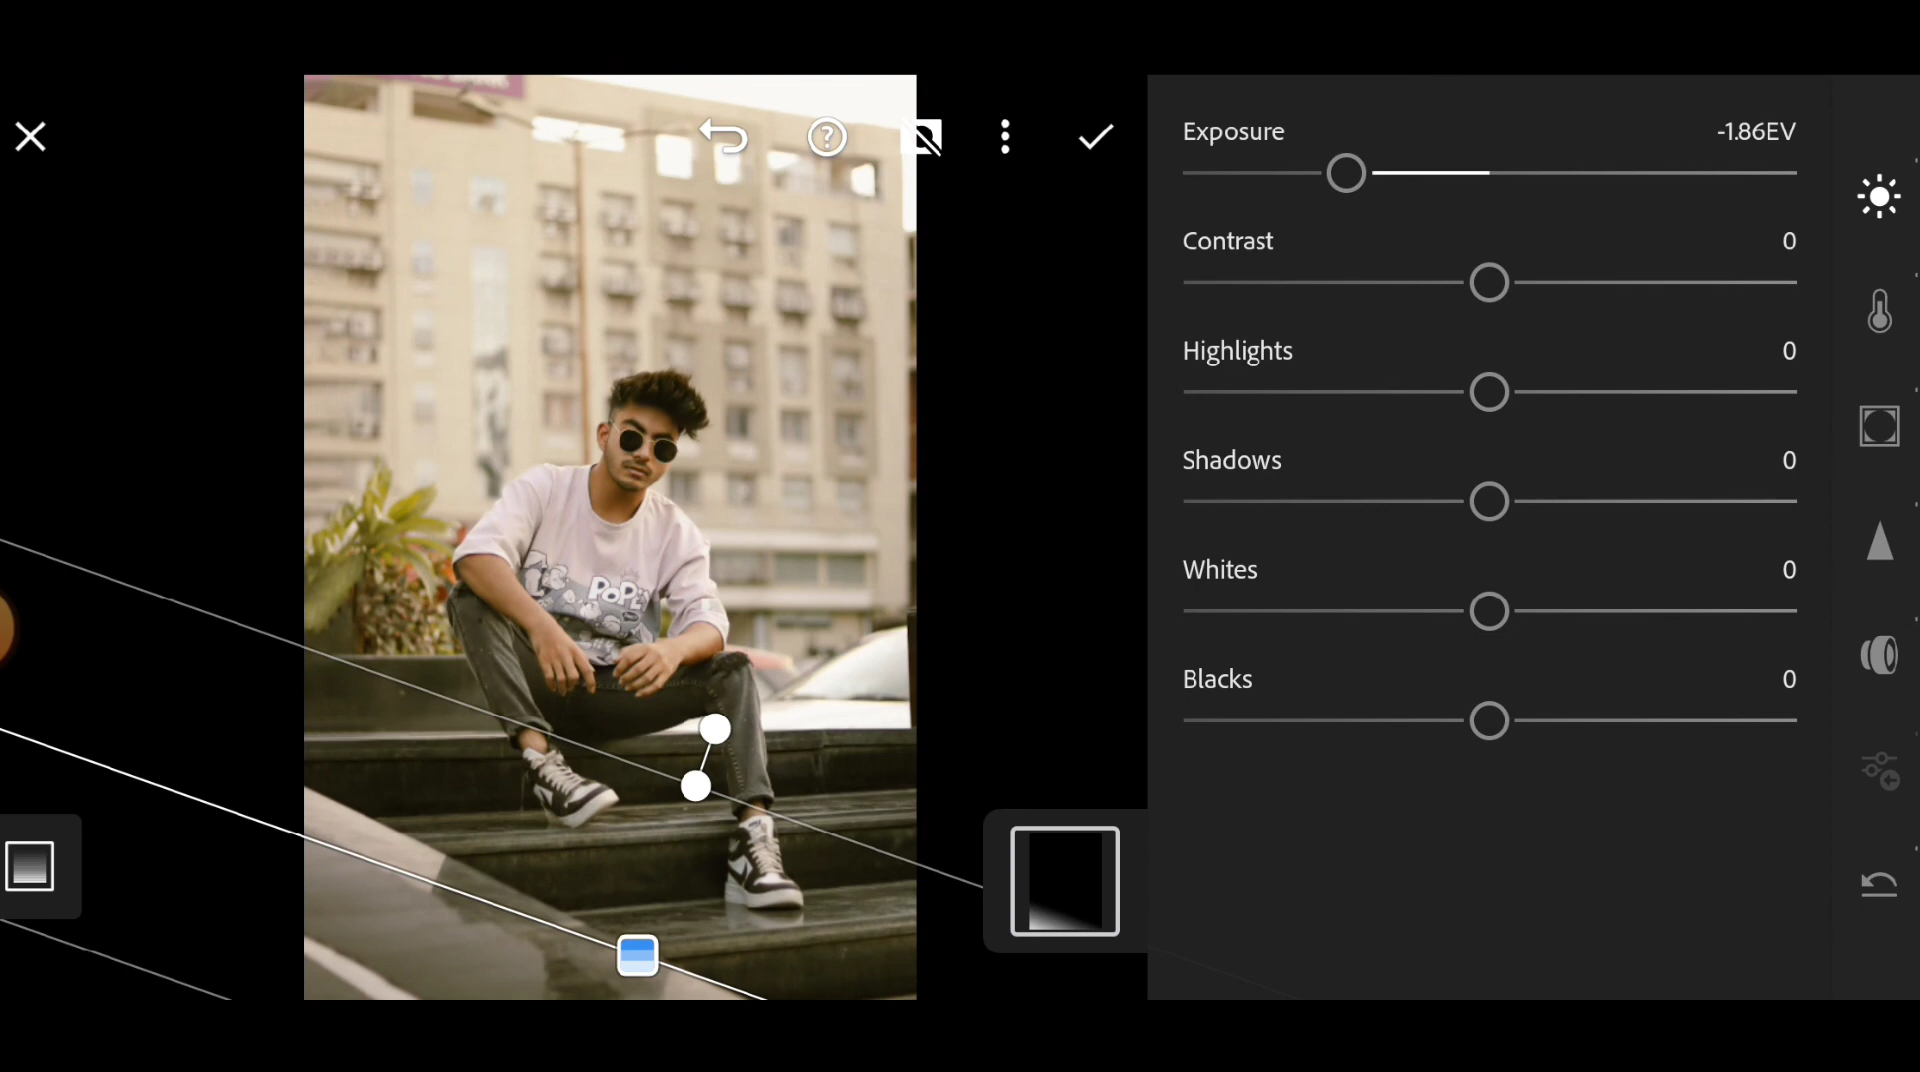 Exposure -1.86EV
Contrast 0
Highlights 0
Shadows 0
Whites 0
Blacks 0
POPE